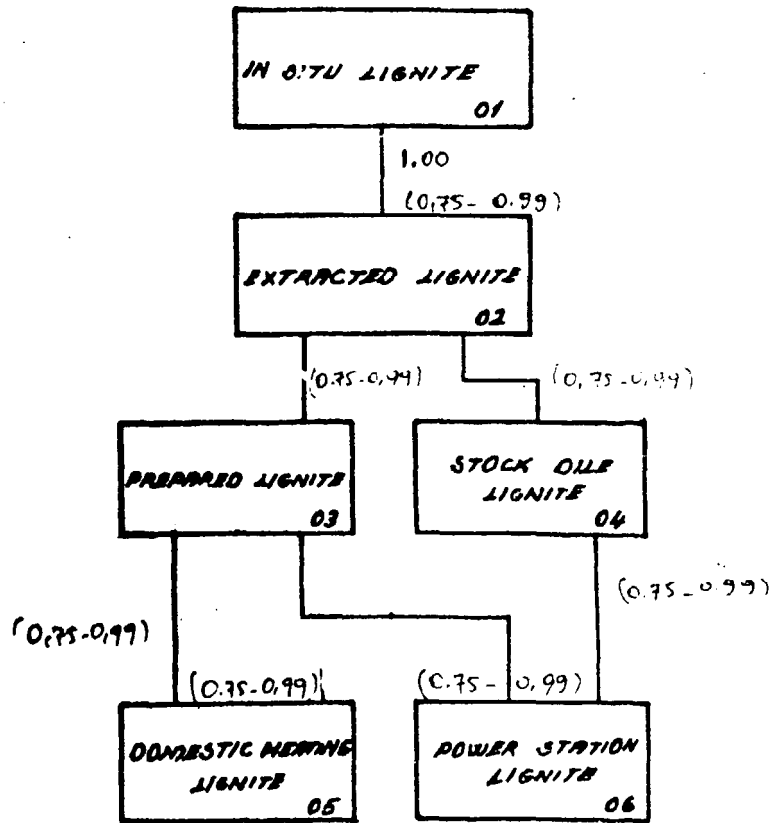 IN SITU LIGNITE
01
1.00
(0,75- 0.99)
EXTRACTED LIGNITE
02
(0.75-0,99)
(0,75-0,99)
PREPARED LIGNITE
03
STOCK PILE
LIGNITE
04
(0.75-0.99)
(0,75-0,99)
(0.75-0,99)
(0.75- 0,99)
DOMESTIC HEATING
LIGNITE
05
POWER STATION
LIGNITE
06